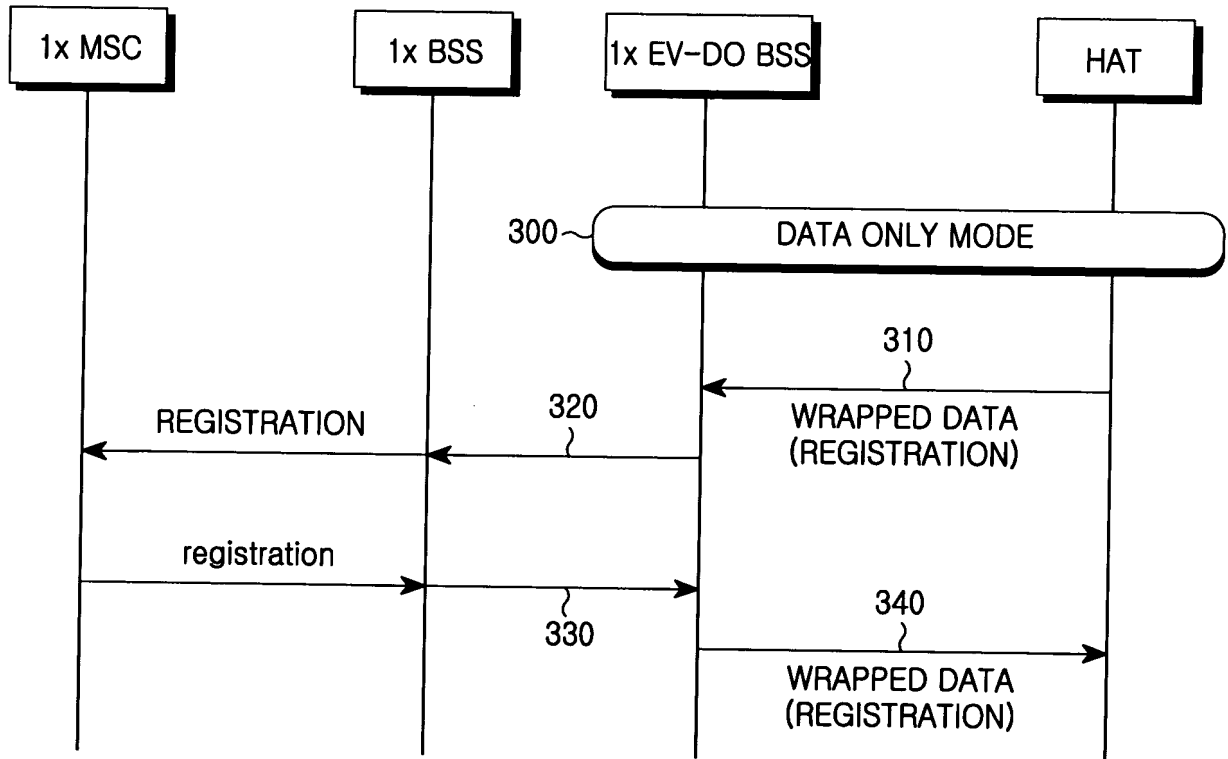 1x MSC
1x BSS
1x EV-DO BSS
HAT
300
DATA ONLY MODE
310
WRAPPED DATA
(REGISTRATION)
REGISTRATION
320
registration
330
340
WRAPPED DATA
(REGISTRATION)